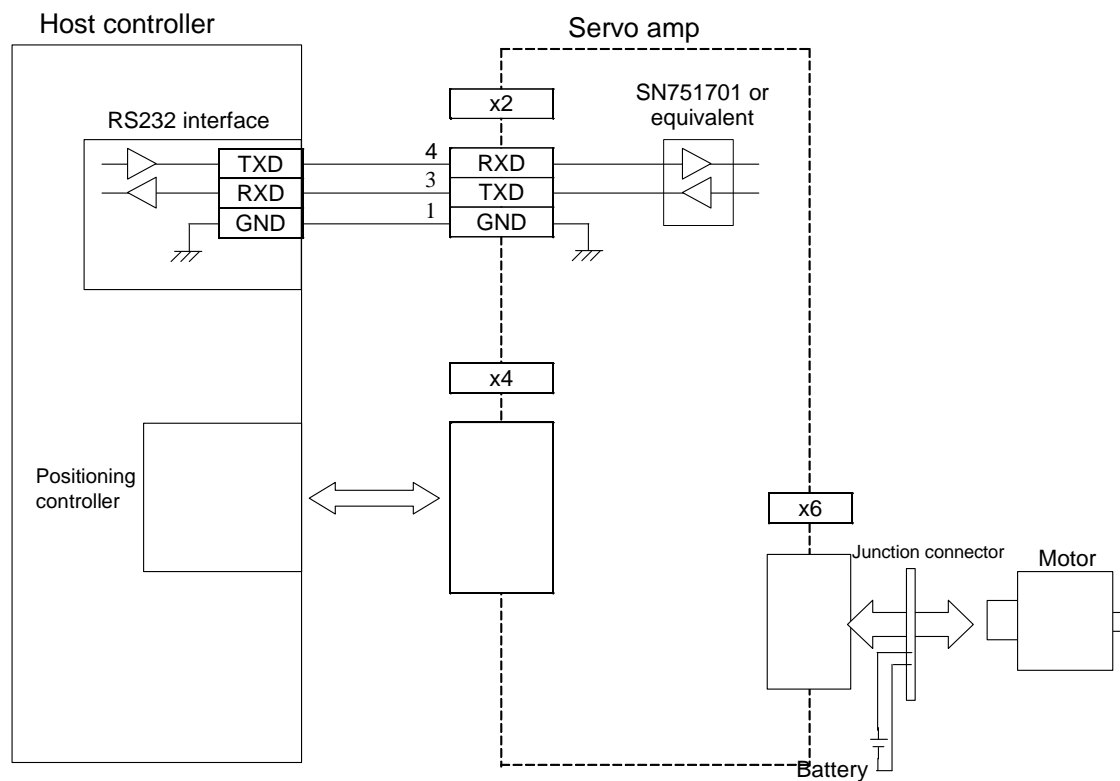 Host controller
Servo amp
x2
SN751701 or
equivalent
RS232 interface
TXD
4
RXD
RXD
3
TXD
GND
1
GND
x4
Positioning
controller
x6
Junction connector
Motor
Battery